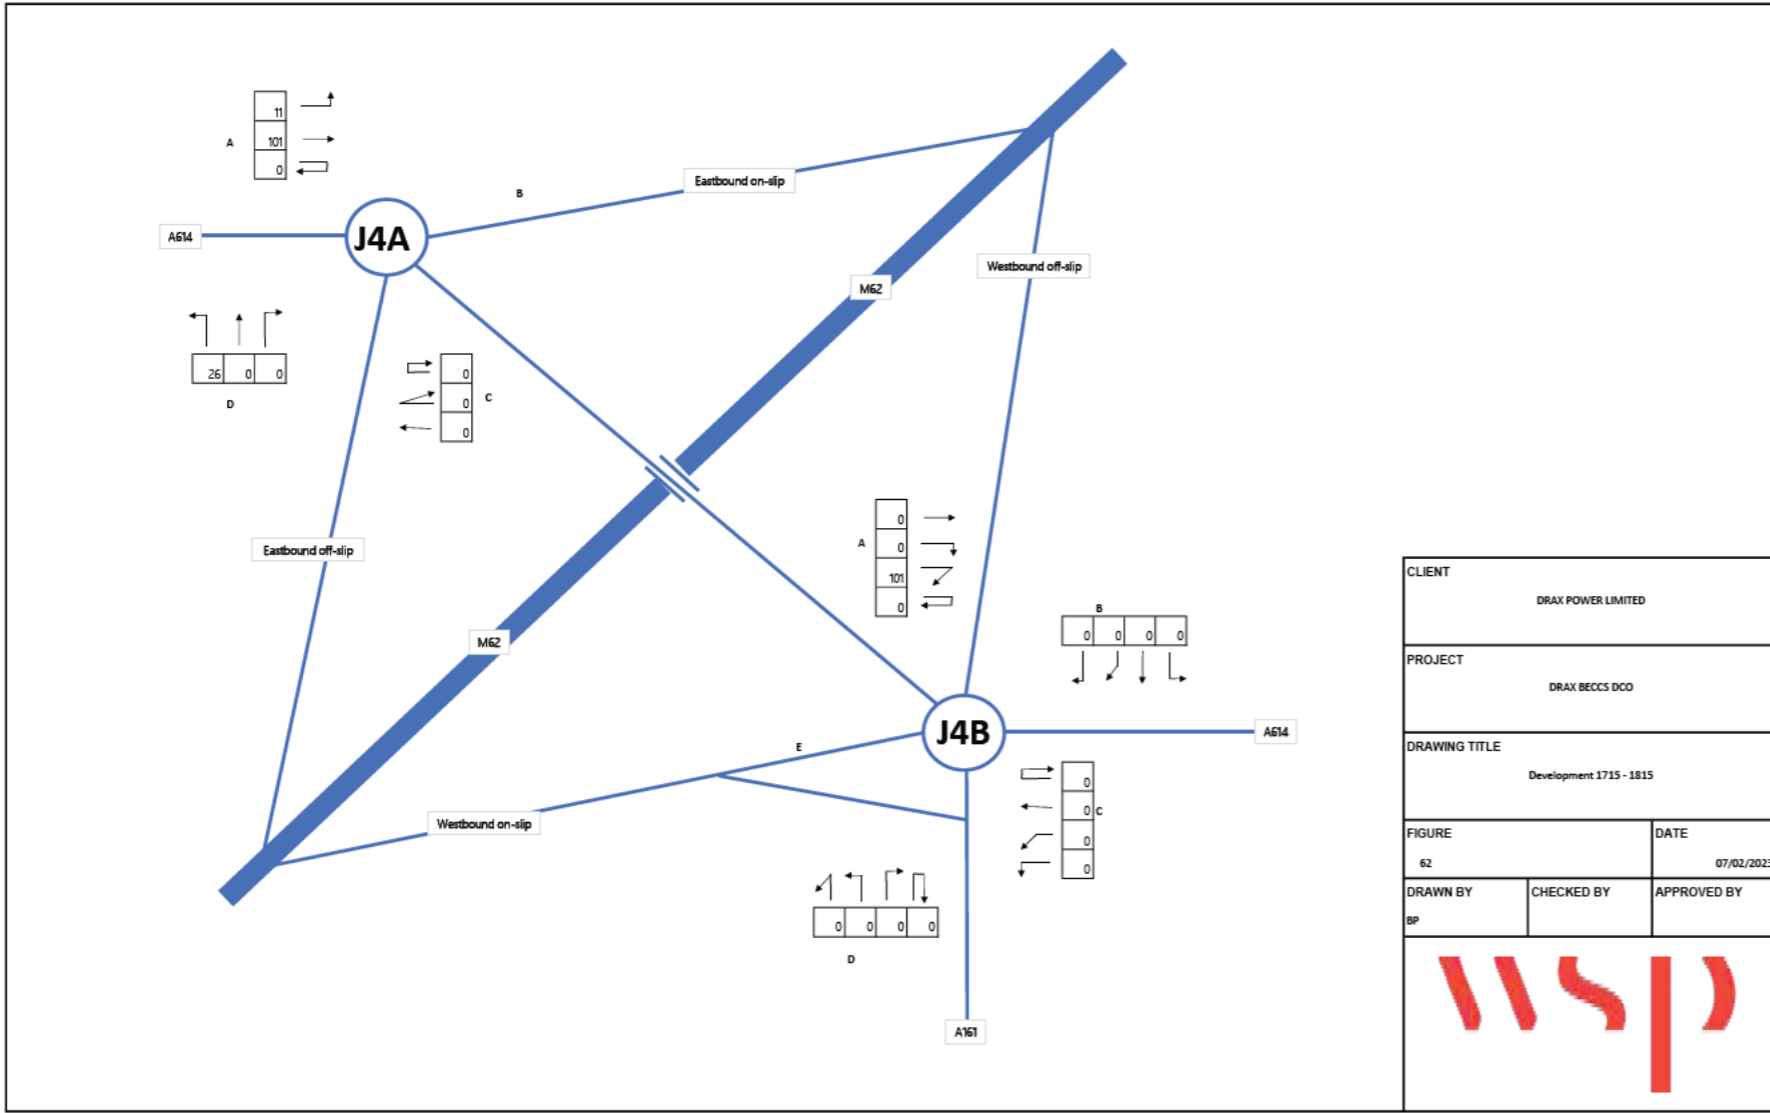 11
A
101
0
Eastbound on-slip
B
A614
J4A
Westbound off-slip
M62
26 0 0
D
0
0
C
0
Eastbound off-slip
0
A
0
101
0
B
0 0 0 0
M62
J4B
A614
E
0
0
C
0
0
Westbound on-slip
0 0 0 0
D
A161
CLIENT
DRAX POWER LIMITED
PROJECT
DRAX BECCS DCO
DRAWING TITLE
Development 1715 - 1815
FIGURE
62
DATE
07/02/2023
DRAWN BY
BP
CHECKED BY
APPROVED BY
wsp